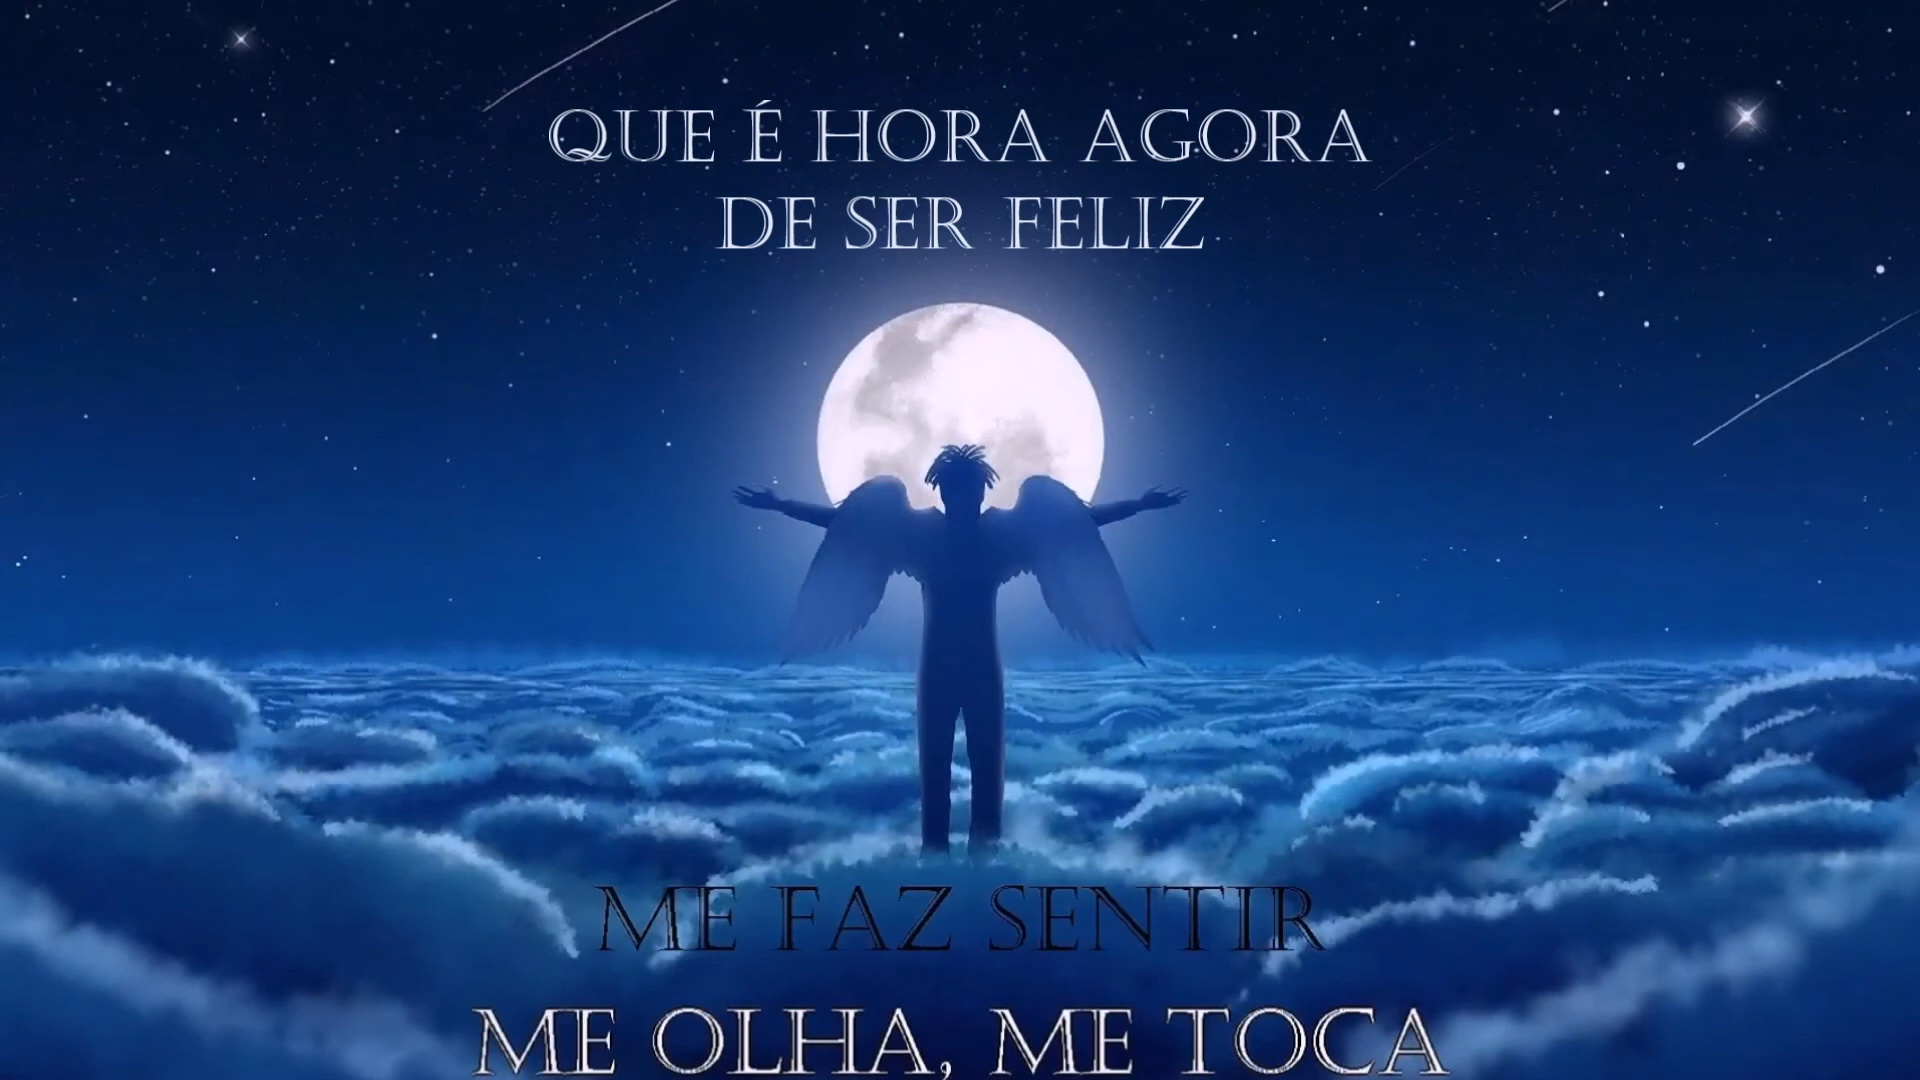 QUE É HORA AGORA
DE SER FELIZ
ME FAZ SENTIR
ME OLHA, ME TOCA